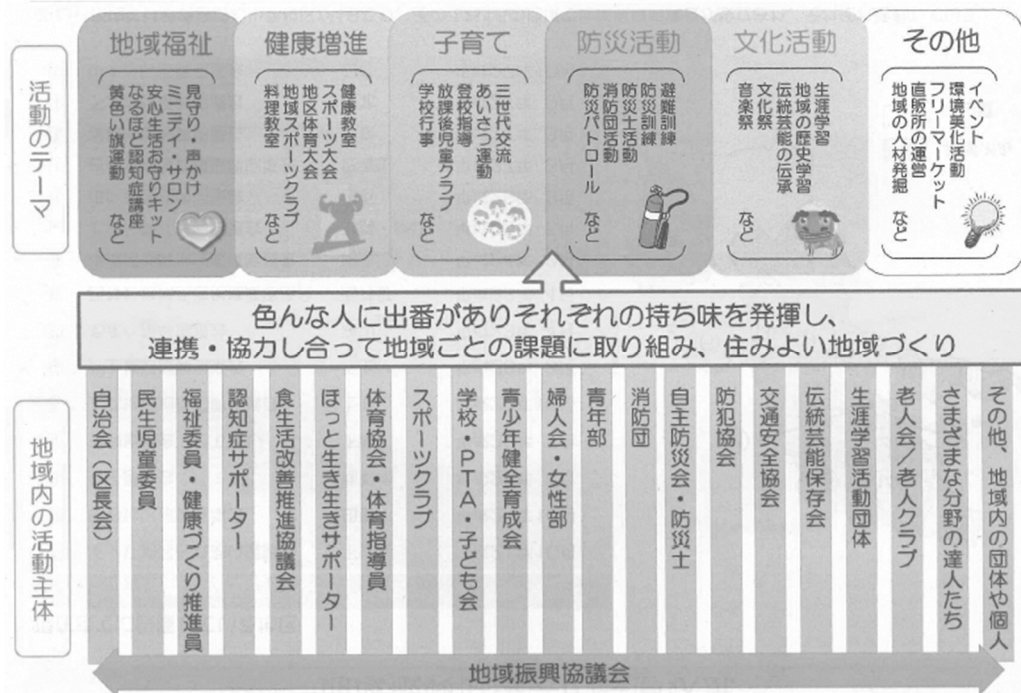 活動のテーマ
地域福祉
見守り・声かけ
ミニデイ・サロン
安心生活お守りキット
なるほど認知症講座
黄色い旗運動
など
健康増進
健康教室
スポーツ大会
地区体育大会
地域スポーツクラブ
料理教室
子育て
三世代交流
あいさつ運動
登校指導
放課後児童クラブ
学校行事
など
防災活動
避難訓練
防災訓練
防災士活動
消防団活動
防災パトロール
など
文化活動
生涯学習
地域の歴史学習
伝統芸能の伝承
文化祭
音楽祭
など
その他
イベント
環境美化活動
フリーマーケット
直販所の運営
地域の人材発掘
など
色んな人に出番がありそれぞれの持ち味を発揮し、
連携・協力し合って地域ごとの課題に取り組み、住みよい地域づくり
地域内の活動主体
自治会（区長会）
民生児童委員
福祉委員・健康づくり推進員
認知症サポーター
食生活改善推進協議会
ほっと生き生きサポーター
体育協会・体育指導員
スポーツクラブ
学校・PTA・子ども会
青少年健全育成会
婦人会・女性部
青年部
消防団
自主防災会・防災士
防犯協会
交通安全協会
伝統芸能保存会
生涯学習活動団体
老人会／老人クラブ
さまざまな分野の達人たち
その他、地域内の団体や個人
地域振興協議会